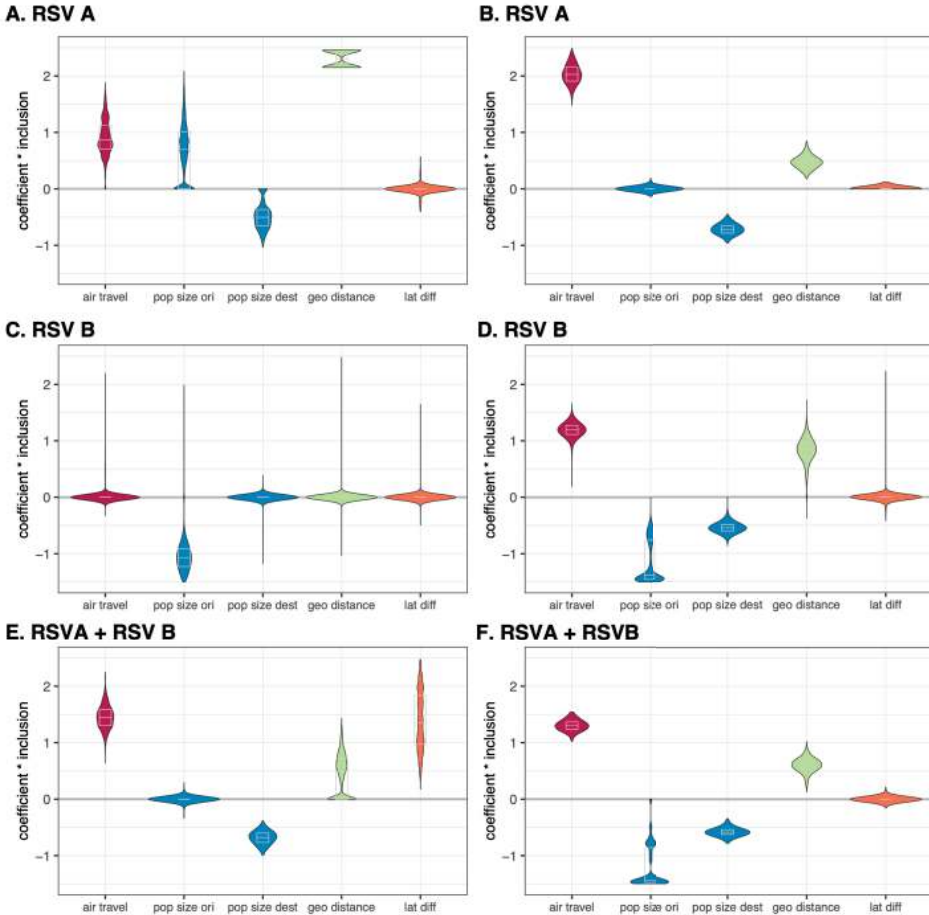 A. RSV A
B. RSV A
coefficient * inclusion
2
1
0
−1
air travel pop size ori pop size dest geo distance lat diff
coefficient * inclusion
2
1
0
−1
air travel pop size ori pop size dest geo distance lat diff
C. RSV B
D. RSV B
coefficient * inclusion
2
1
0
−1
air travel pop size ori pop size dest geo distance lat diff
coefficient * inclusion
2
1
0
−1
air travel pop size ori pop size dest geo distance lat diff
E. RSVA + RSV B
F. RSVA + RSVB
coefficient * inclusion
2
1
0
−1
air travel pop size ori pop size dest geo distance lat diff
coefficient * inclusion
2
1
0
−1
air travel pop size ori pop size dest geo distance lat diff